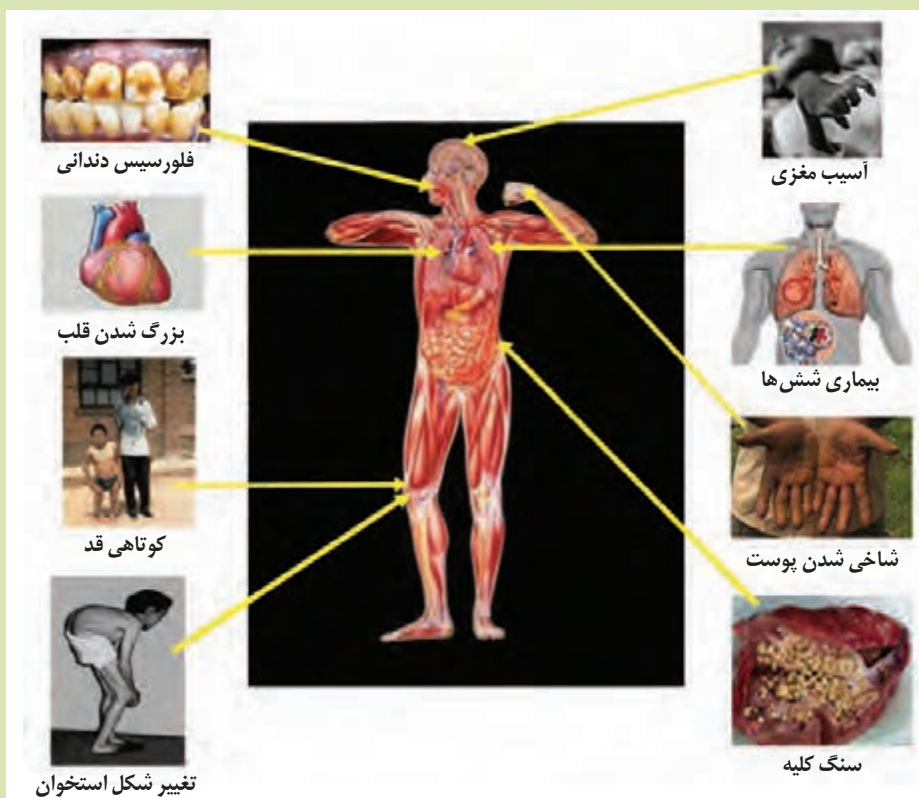 فلورسیس دندانی
آسیب مغزی
بزرگ شدن قلب
بیماری شش‌ها
کوتاهی قد
شاخی شدن پوست
تغییر شکل استخوان
سنگ کلیه